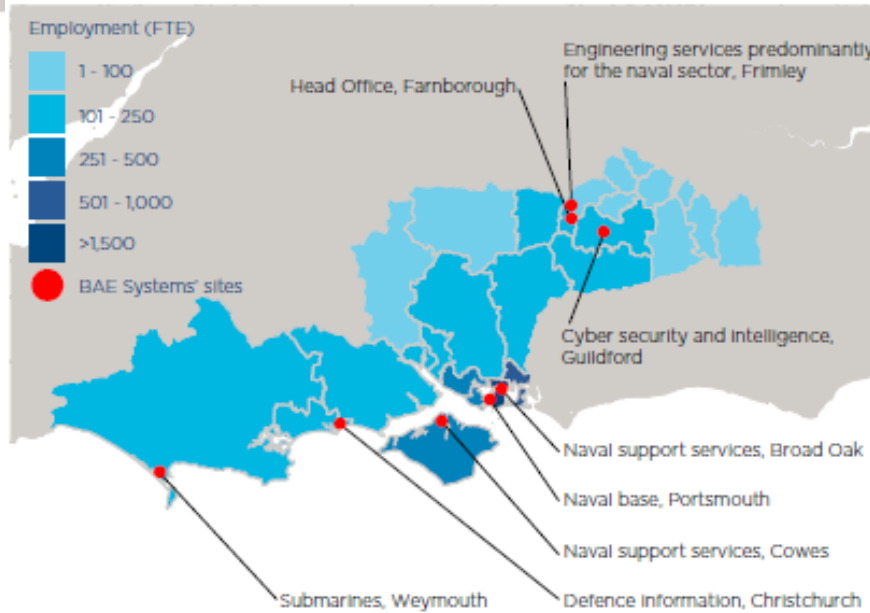 Employment (FTE)
1 - 100
101 - 250
251 - 500
501 - 1,000
>1,500
BAE Systems' sites
Head Office, Farnborough
Engineering services predominantly
for the naval sector, Frimley
Cyber security and intelligence,
Guildford
Naval support services, Broad Oak
Naval base, Portsmouth
Naval support services, Cowes
Submarines, Weymouth
Defence information, Christchurch